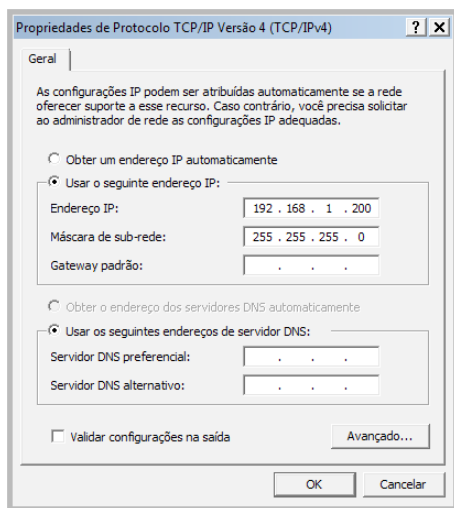 Propriedades de Protocolo TCP/IP Versão 4 (TCP/IPv4)
Geral
As configurações IP podem ser atribuídas automaticamente se a rede
oferecer suporte a esse recurso. Caso contrário, você precisa solicitar
ao administrador de rede as configurações IP adequadas.
Obter um endereço IP automaticamente
Usar o seguinte endereço IP:
Endereço IP: 192 . 168 . 1 . 200
Máscara de sub-rede: 255 . 255 . 255 . 0
Gateway padrão: . . .
Obter o endereço dos servidores DNS automaticamente
Usar os seguintes endereços de servidor DNS:
Servidor DNS preferencial: . . .
Servidor DNS alternativo: . . .
Validar configurações na saída
Avançado...
OK Cancelar